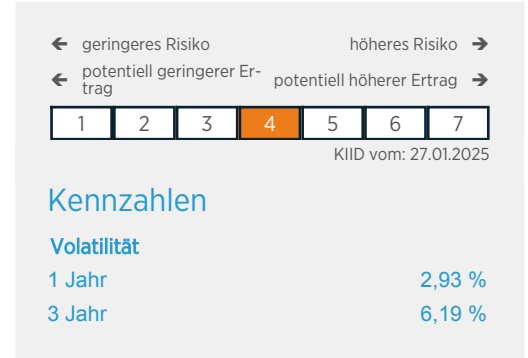 ← geringeres Risiko höheres Risiko →
← potentiell geringerer Er-
trag potentiell höherer Ertrag →
1 2 3 4 5 6 7
KIID vom: 27.01.2025
Kennzahlen
Volatilität
1 Jahr 2,93 %
3 Jahr 6,19 %